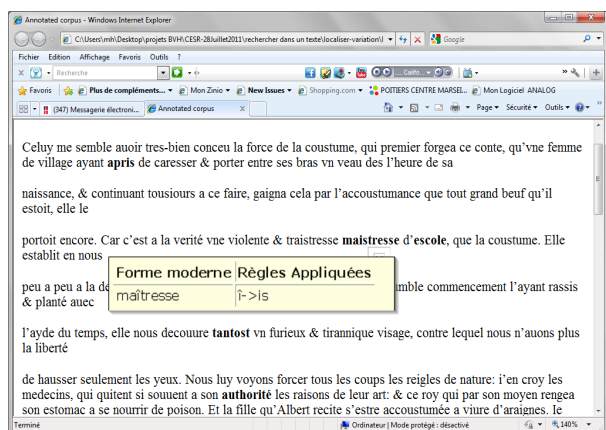 Annotated corpus - Windows Internet Explorer
C:\Users\mh\Desktop\projets BVH\CESR-28Juillet2011\rechercher dans un texte\localiser-variation\I
Google
Fichier Edition Affichage Favoris Outils ?
Recherche
Calif...
Favoris Plus de compléments... Mon Zinio New Issues Shopping.com POITIERS CENTRE MARSEI... Mon Logiciel ANALOG
(347) Messagerie électroni... Annotated corpus Page Sécurité Outils
Celuy me semble auoir tres-bien conceu la force de la coustume, qui premier forgea ce conte, qu’vne femme
de village ayant apris de caresser & porter entre ses bras vn veau des l’heure de sa
naissance, & continuant tousiours a ce faire, gaigna cela par l’accoustumance que tout grand beuf qu’il
estoit, elle le
portoit encore. Car c’est a la verité vne violente & traistresse maistresse d’escole, que la coustume. Elle
establit en nous
Forme moderne Règles Appliquées
maîtresse î->is
peu a peu a la de mble commencement l’ayant rassis
& planté auec
l’ayde du temps, elle nous decouure tantost vn furieux & tirannique visage, contre lequel nous n’auons plus
la liberté
de hausser seulement les yeux. Nous luy voyons forcer tous les coups les reigles de nature: i’en croy les
medecins, qui quitent si souuent a son authorité les raisons de leur art: & ce roy qui par son moyen rengea
son estomac a se nourrir de poison. Et la fille qu’Albert recite s’estre accoustumée a viure d’araignes. Ie
Terminé Ordinateur | Mode protégé : désactivé 140%